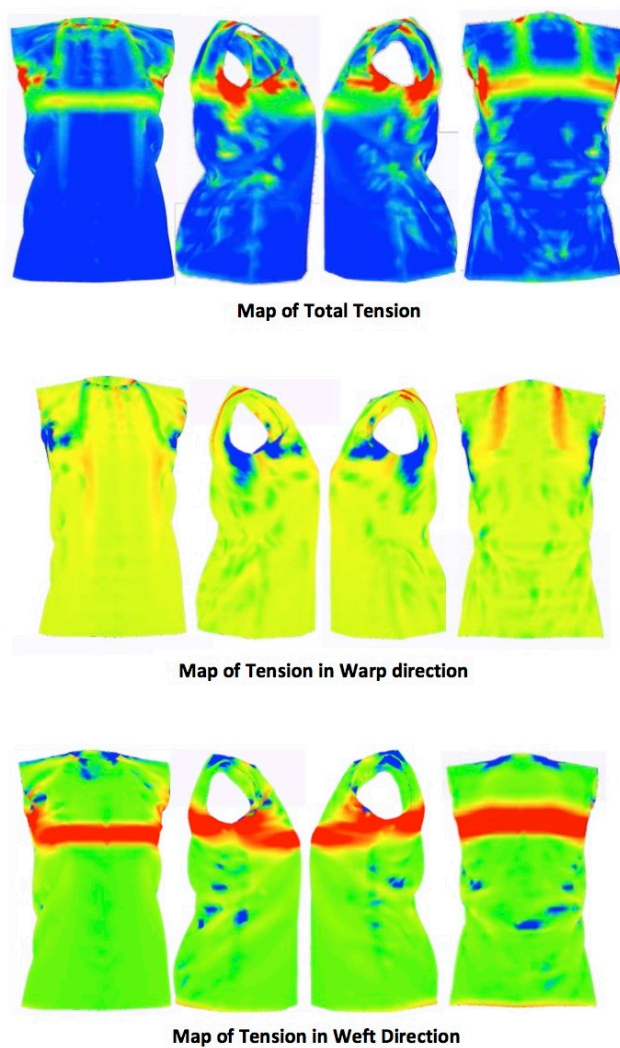 Map of Total Tension
Map of Tension in Warp direction
Map of Tension in Weft Direction